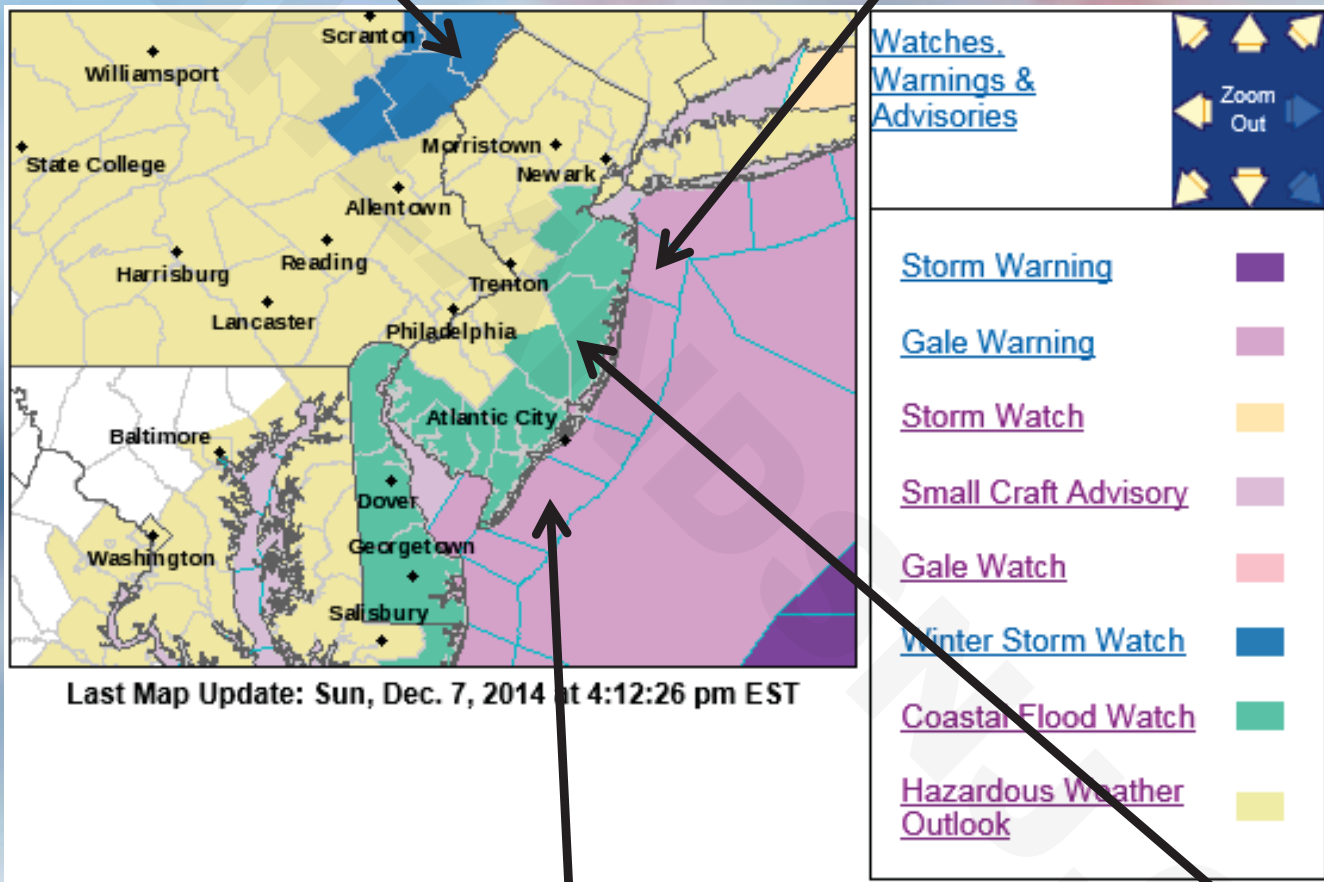 Scranton
Williamsport
State College
Morristown
Newark
Allentown
Harrisburg
Reading
Trenton
Lancaster
Philadelphia
Baltimore
Atlantic City
Dover
Washington
Georgetown
Salisbury
Last Map Update: Sun, Dec. 7, 2014 at 4:12:26 pm EST
Watches,
Warnings &
Advisories
Zoom
Out
Storm Warning
Gale Warning
Storm Watch
Small Craft Advisory
Gale Watch
Winter Storm Watch
Coastal Flood Watch
Hazardous Weather
Outlook